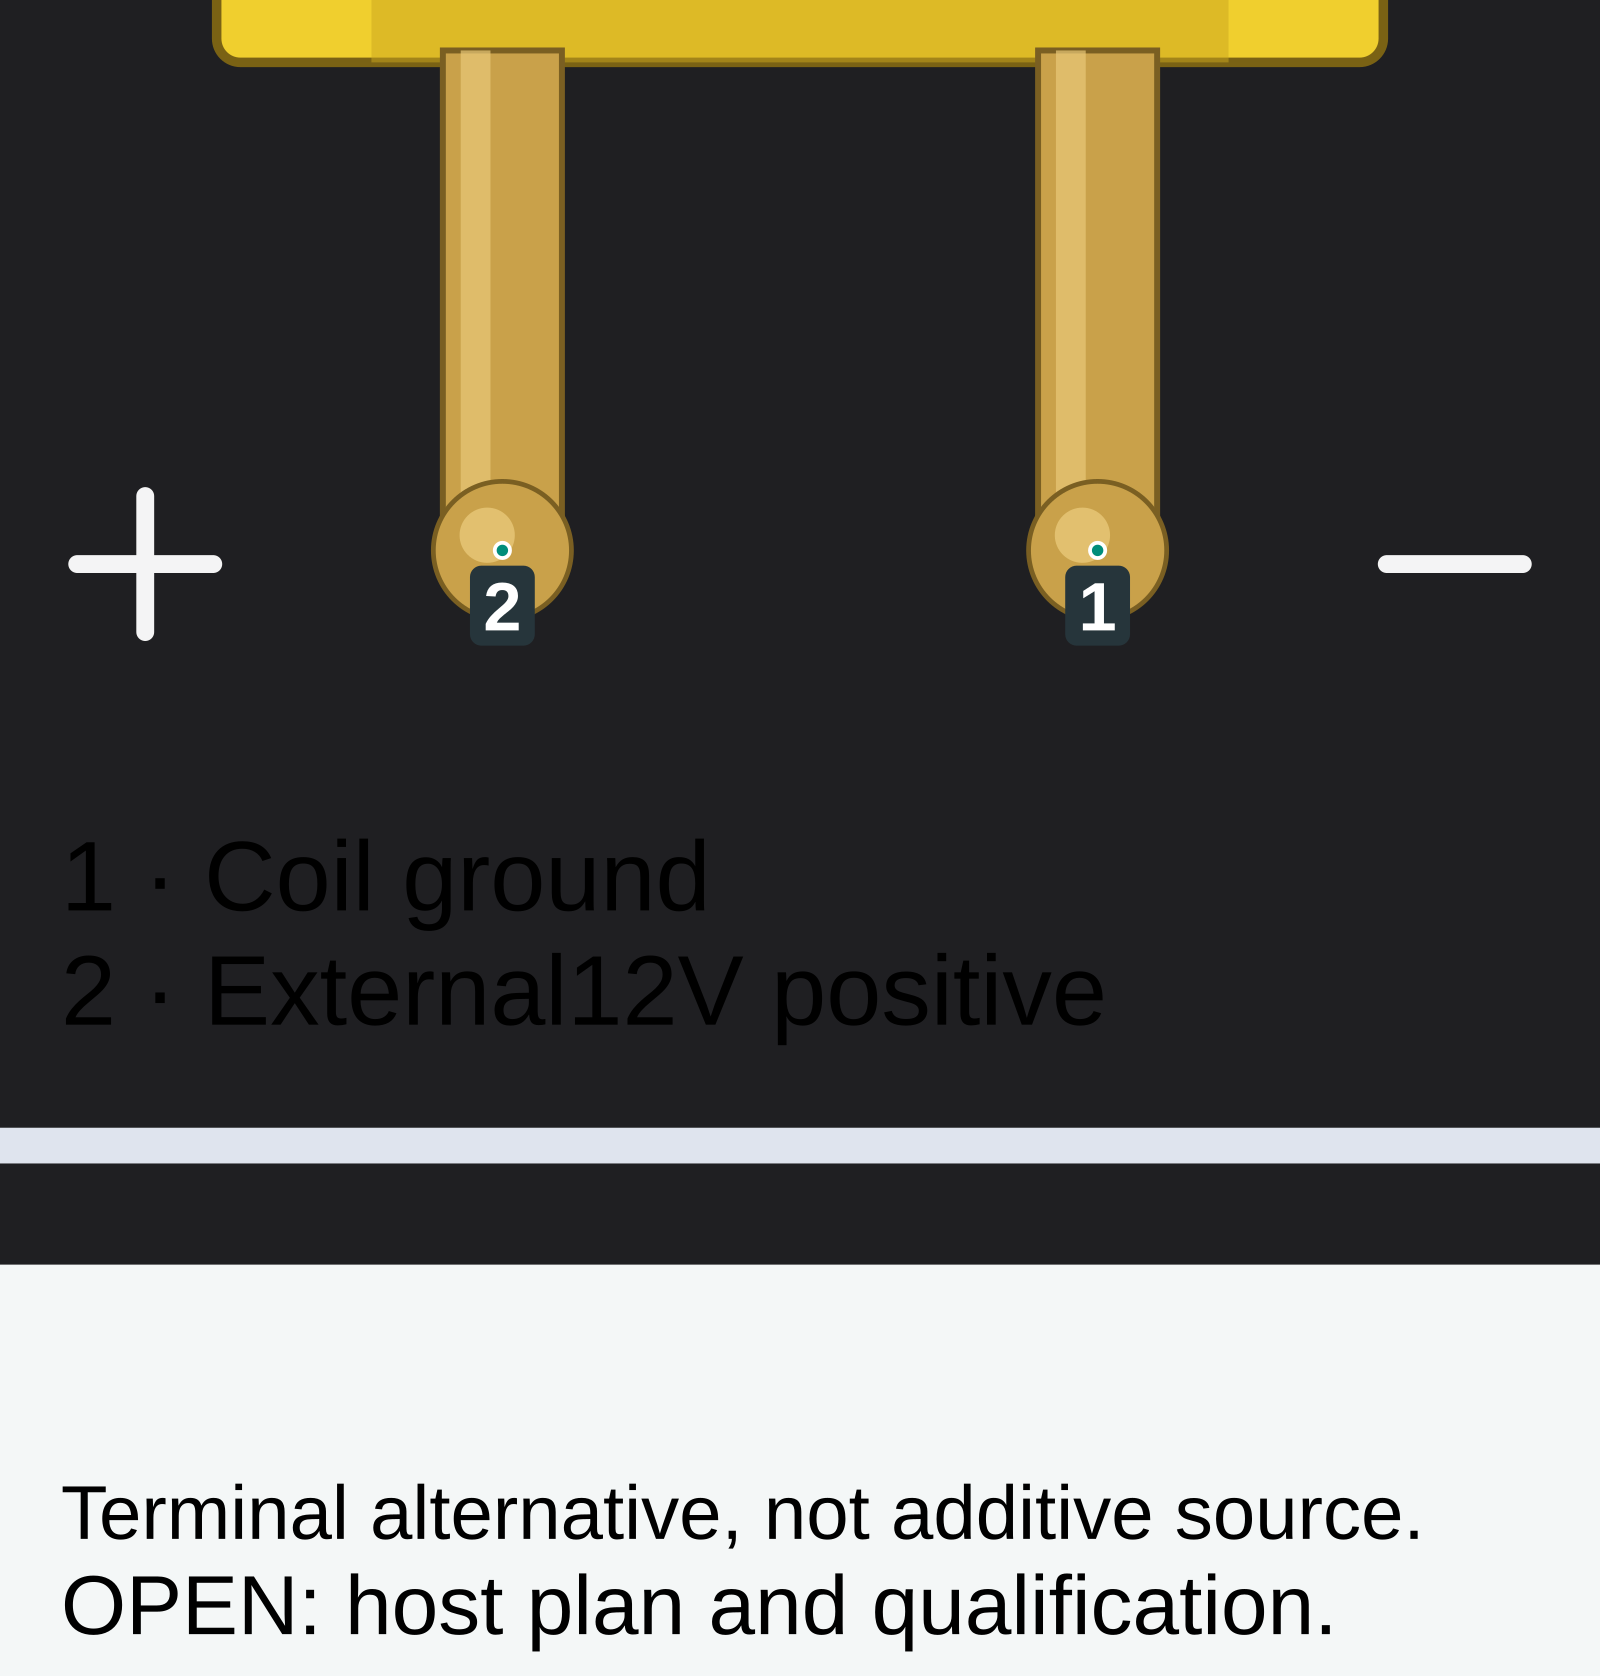 2 1
1 · Coil ground
2 · External12V positive
Terminal alternative, not additive source.
OPEN: host plan and qualification.